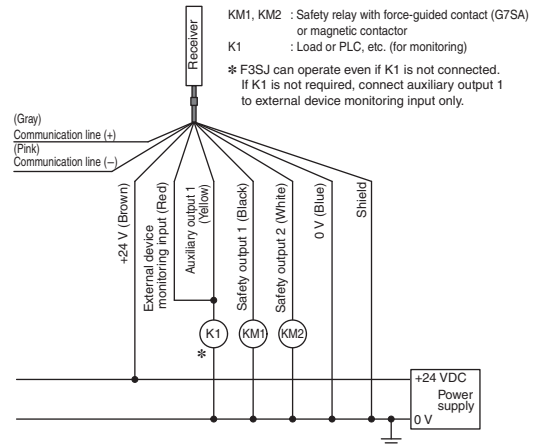 Receiver
KM1, KM2 : Safety relay with force-guided contact (G7SA)
or magnetic contactor
K1 : Load or PLC, etc. (for monitoring)
* F3SJ can operate even if K1 is not connected.
If K1 is not required, connect auxiliary output 1
to external device monitoring input only.
(Gray)
Communication line (+)
(Pink)
Communication line (−)
+24 V (Brown)
External device
monitoring input (Red)
Auxiliary output 1
(Yellow)
Safety output 1 (Black)
Safety output 2 (White)
0 V (Blue)
Shield
K1
KM1
KM2
*
+24 VDC
Power
supply
0 V